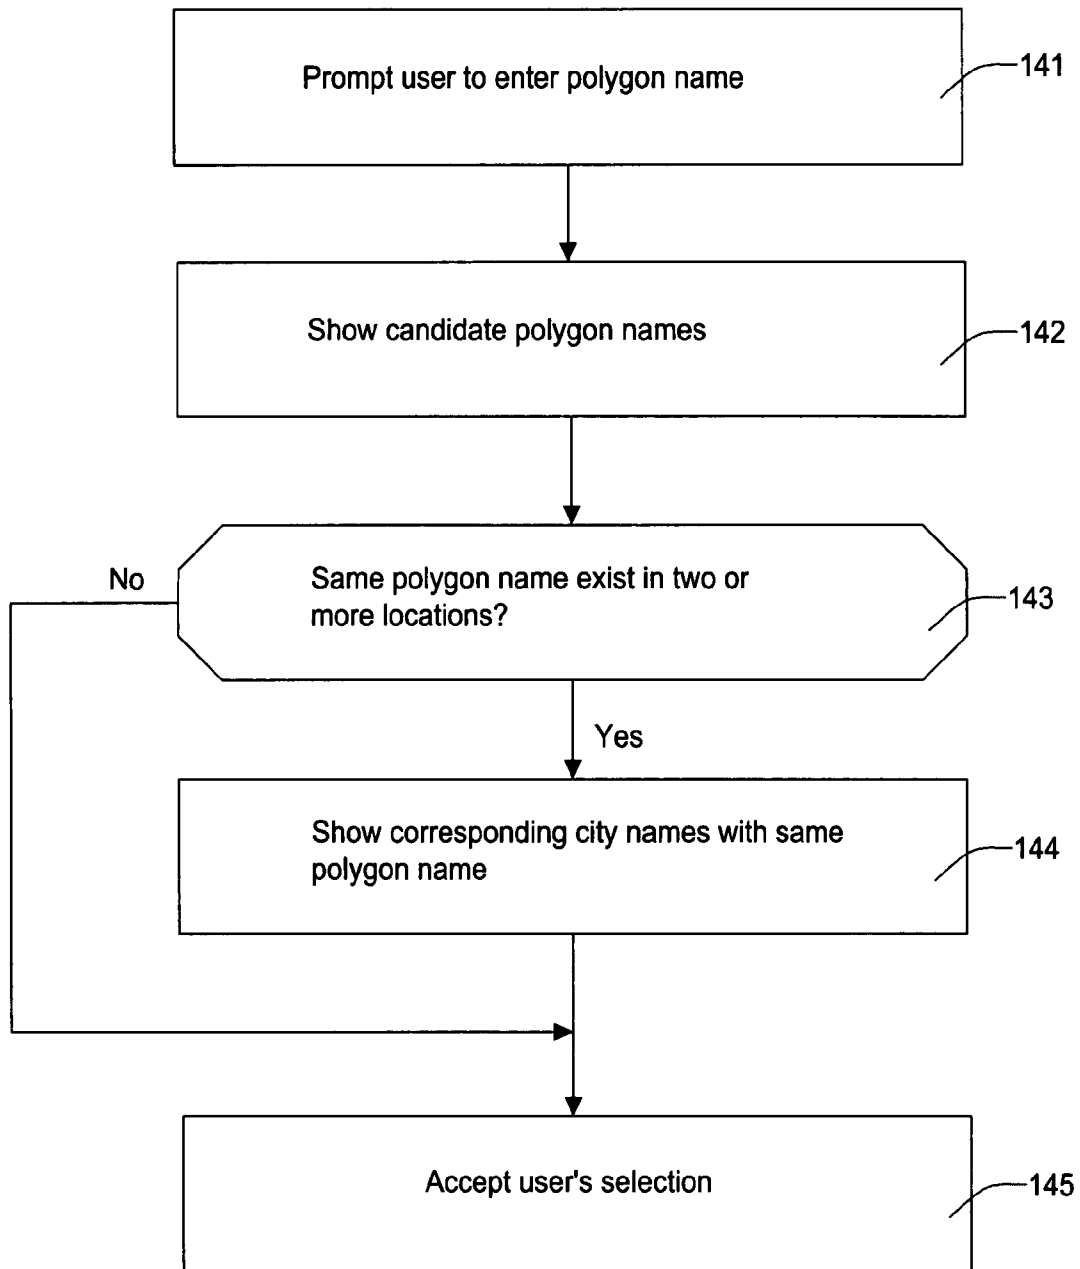 Prompt user to enter polygon name
141
Show candidate polygon names
142
No
Same polygon name exist in two or
more locations?
143
Yes
Show corresponding city names with same
polygon name
144
Accept user's selection
145